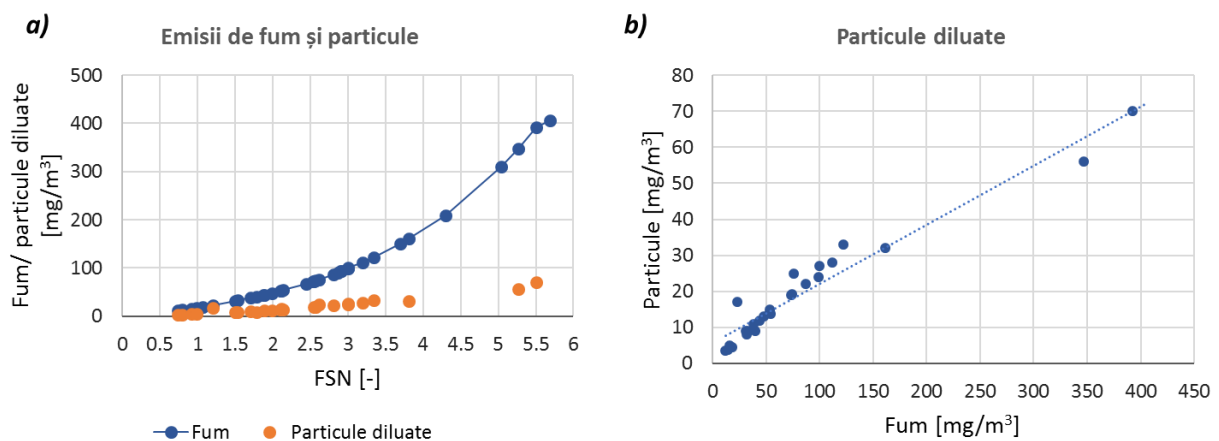 a)
Emisii de fum și particule
Fum/ particule diluate
[mg/m³]
500
400
300
200
100
0
0 0.5 1 1.5 2 2.5 3 3.5 4 4.5 5 5.5 6
FSN [-]
Fum Particule diluate
b)
Particule diluate
Particule [mg/m³]
80
70
60
50
40
30
20
10
0
0 50 100 150 200 250 300 350 400 450
Fum [mg/m³]